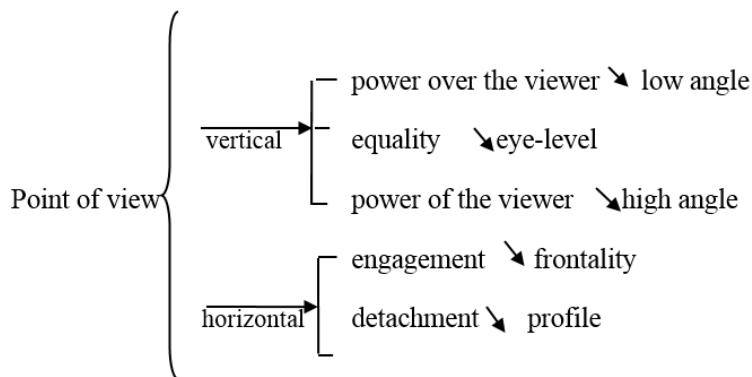 power over the viewer ↘ low angle
vertical
equality ↘ eye-level
power of the viewer ↘ high angle
Point of view
engagement ↘ frontality
horizontal
detachment ↘ profile